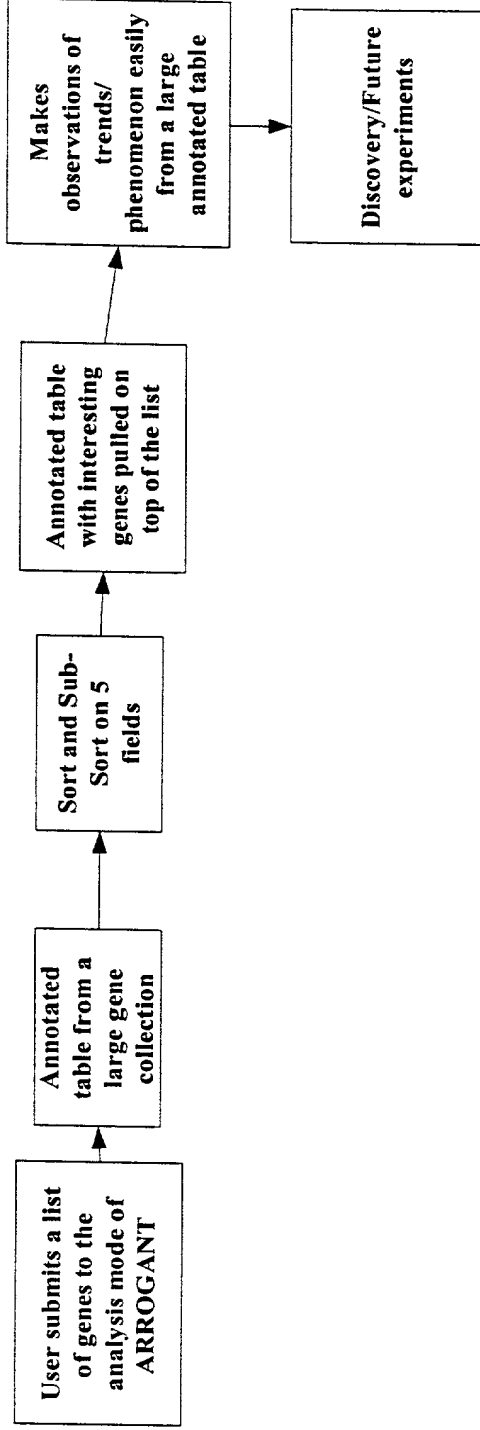 User submits a list
of genes to the
analysis mode of
ARROGANT
Annotated
table from a
large gene
collection
Sort and Sub-
Sort on 5
fields
Annotated table
with interesting
genes pulled on
top of the list
Makes
observations of
trends/
phenomenon easily
from a large
annotated table
Discovery/Future
experiments